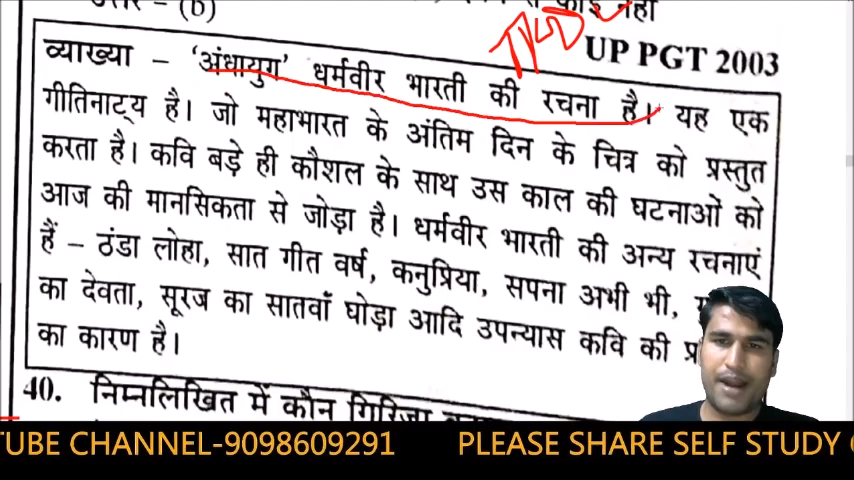 उत्तर – (b)
नहीं
UP PGT 2003
व्याख्या – ‘अंधायुग’ धर्मवीर भारती की रचना है। यह एक
गीतिनाट्य है। जो महाभारत के अंतिम दिन के चित्र को प्रस्तुत
करता है। कवि बड़े ही कौशल के साथ उस काल की घटनाओं को
आज की मानसिकता से जोड़ा है। धर्मवीर भारती की अन्य रचनाएं
हैं – ठंडा लोहा, सात गीत वर्ष, कनुप्रिया, सपना अभी भी,
का देवता, सूरज का सातवाँ घोड़ा आदि उपन्यास कवि की
का कारण है।
40. निम्नलिखित में कौन गिरिजा
TUBE CHANNEL-9098609291 PLEASE SHARE SELF STUDY